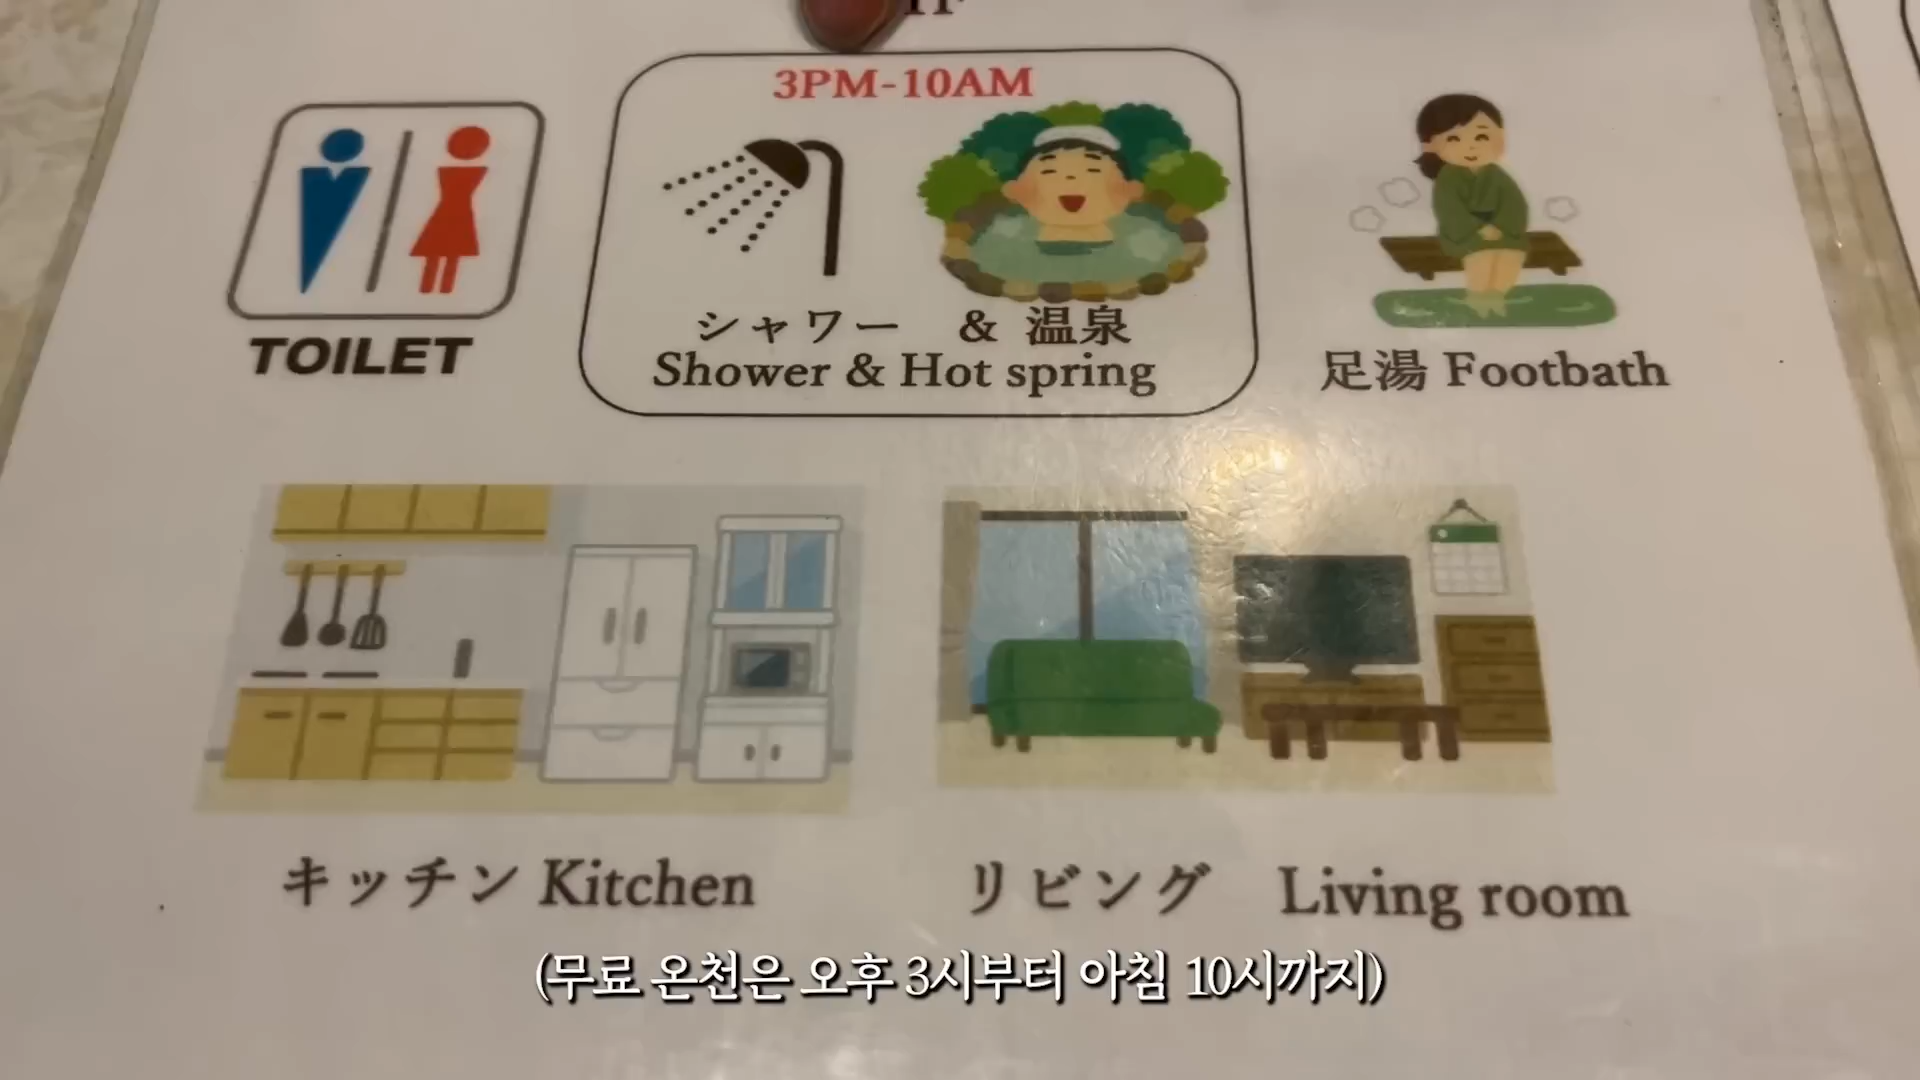 1F
3PM-10AM
TOILET
シャワー & 温泉
Shower & Hot spring
足湯 Footbath
キッチン Kitchen
リビング Living room
(무료 온천은 오후 3시부터 아침 10시까지)